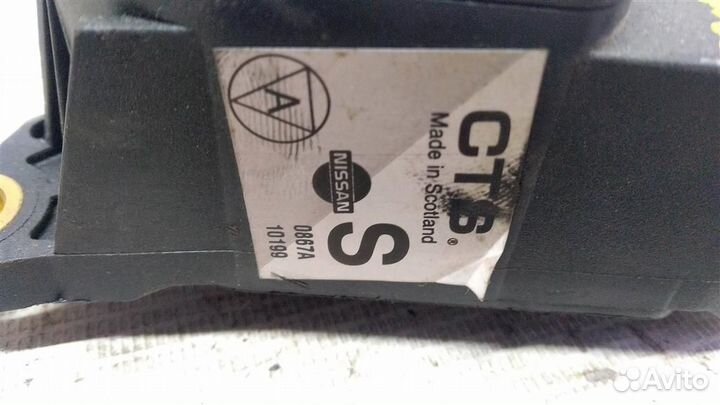 CTS®
Made in Scotland
A
NISSAN
S
0867A
10199
Avito